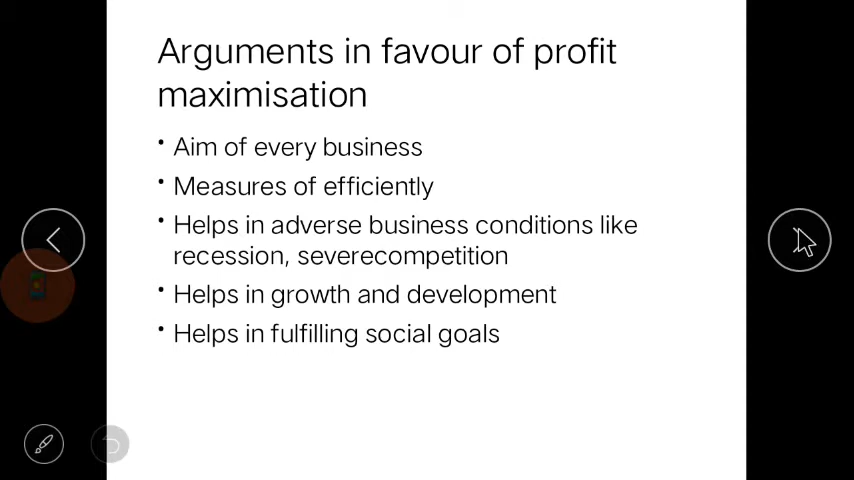 Arguments in favour of profit
maximisation
• Aim of every business
• Measures of efficiently
• Helps in adverse business conditions like
recession, severecompetition
• Helps in growth and development
• Helps in fulfilling social goals